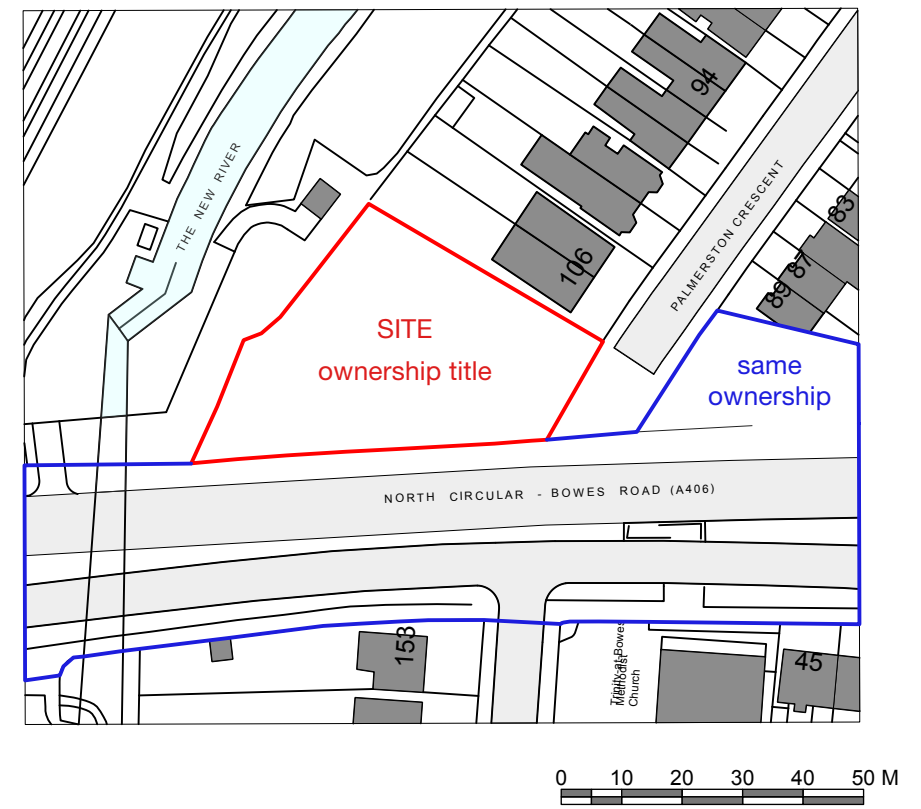 94
THE NEW RIVER
PALMERSTON CRESCENT
83
87
89
106
SITE
ownership title
same
ownership
NORTH CIRCULAR - BOWES ROAD (A406)
153
Trinity at Bowes
Methodist
Church
45
0 10 20 30 40 50 M